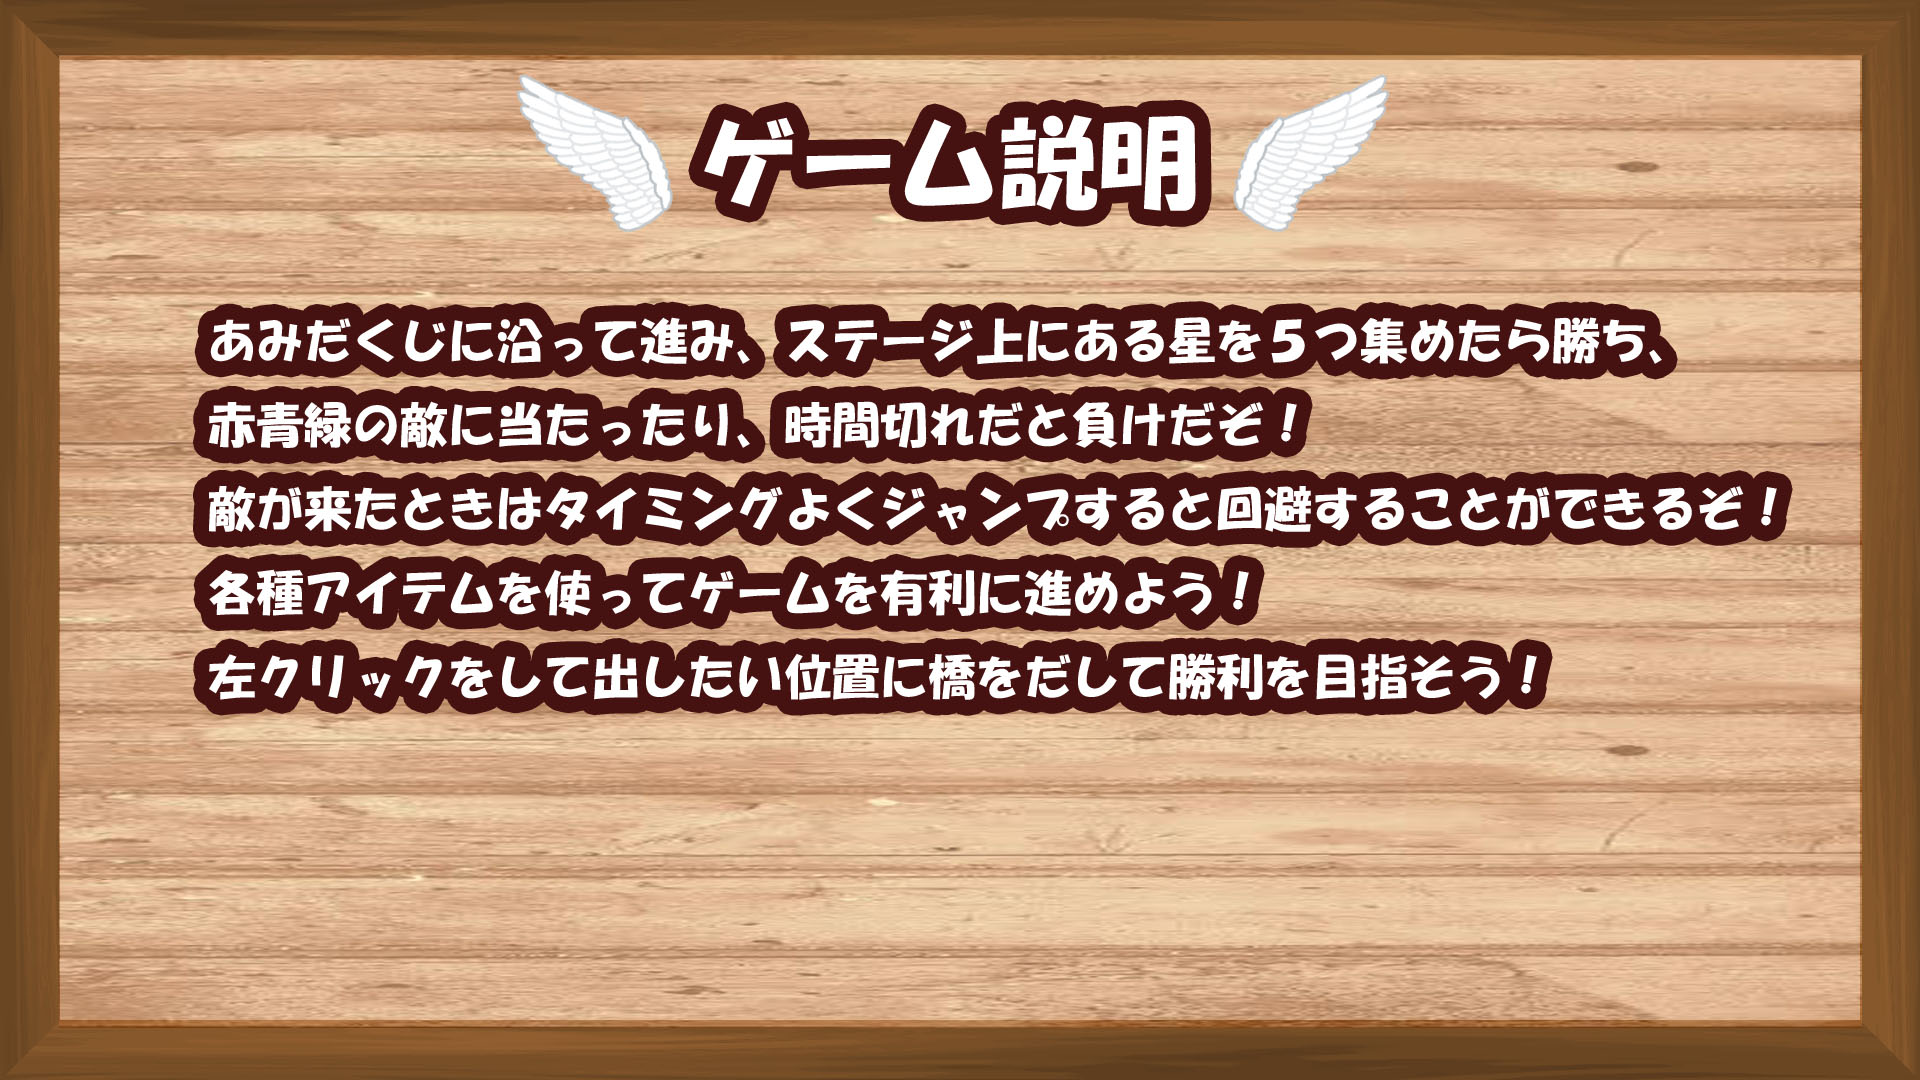 ゲーム説明
あみだくじに沿って進み、ステージ上にある星を５つ集めたら勝ち、
赤青緑の敵に当たったり、時間切れだと負けだぞ！
敵が来たときはタイミングよくジャンプすると回避することができるぞ！
各種アイテムを使ってゲームを有利に進めよう！
左クリックをして出したい位置に橋をだして勝利を目指そう！